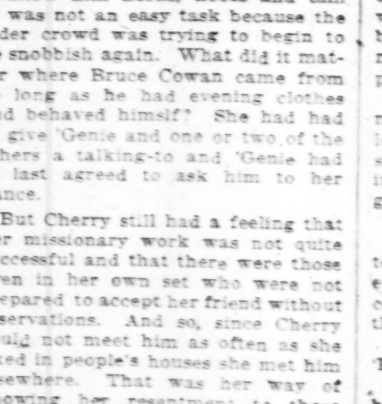 was not an easy task because the
der crowd was trying to begin to
snobbish again. What did it mat-
r where Bruce Cowan came from
long as he had evening clothes
d behaved himslf? She had had
give 'Genie and one or two of the
hers a talking-to and 'Genie had
last agreed to ask him to her
ance.
But Cherry still had a feeling that
er missionary work was not quite
ccessful and that there were those
en in her own set who were not
epared to accept her friend without
servations. And so, since Cherry
uld not meet him as often as she
ked in people's houses she met him
sewhere. That was her way of
owing her resentment to